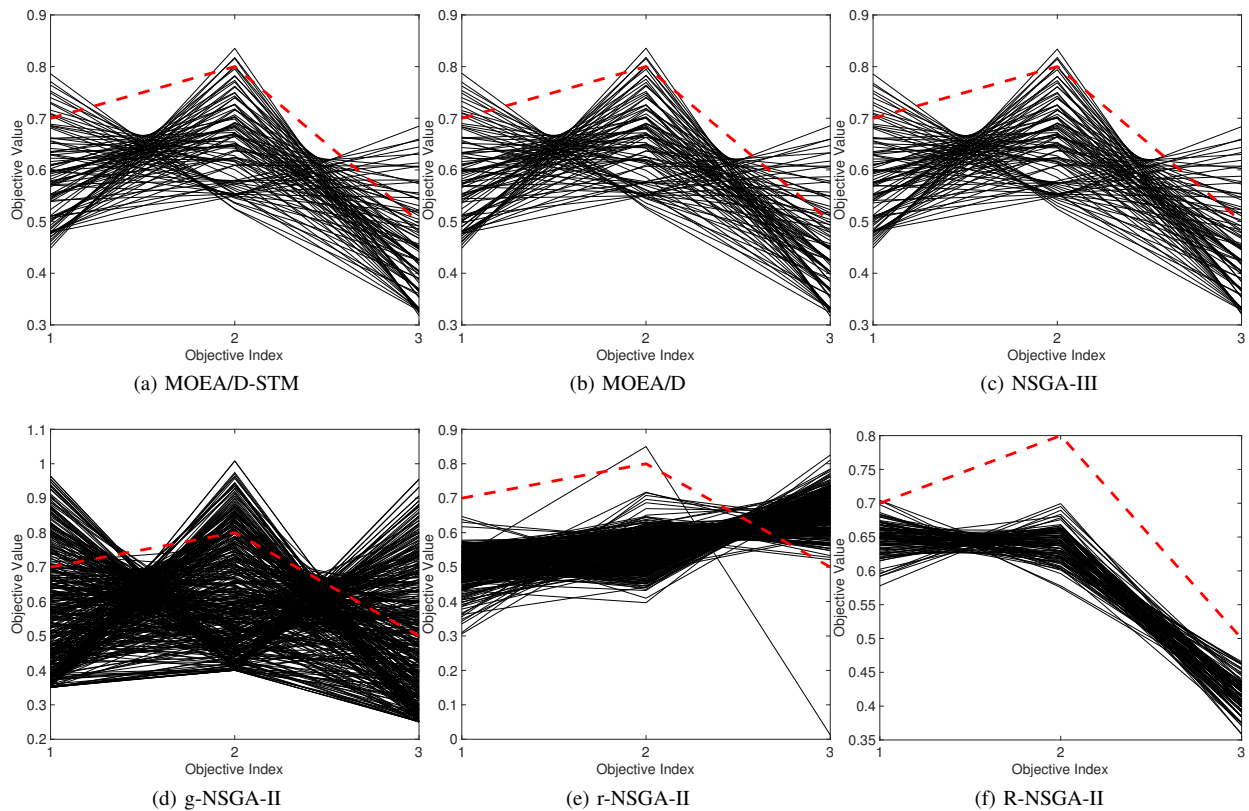 0.9
0.8
0.7
0.6
0.5
0.4
0.3
Objective Value
1 2 3
Objective Index
(a) MOEA/D-STM
0.9
0.8
0.7
0.6
0.5
0.4
0.3
Objective Value
1 2 3
Objective Index
(b) MOEA/D
0.9
0.8
0.7
0.6
0.5
0.4
0.3
Objective Value
1 2 3
Objective Index
(c) NSGA-III
1.1
1
0.9
0.8
0.7
0.6
0.5
0.4
0.3
0.2
Objective Value
1 2 3
Objective Index
(d) g-NSGA-II
0.9
0.8
0.7
0.6
0.5
0.4
0.3
0.2
0.1
0
Objective Value
1 2 3
Objective Index
(e) r-NSGA-II
0.8
0.75
0.7
0.65
0.6
0.55
0.5
0.45
0.4
0.35
Objective Value
1 2 3
Objective Index
(f) R-NSGA-II